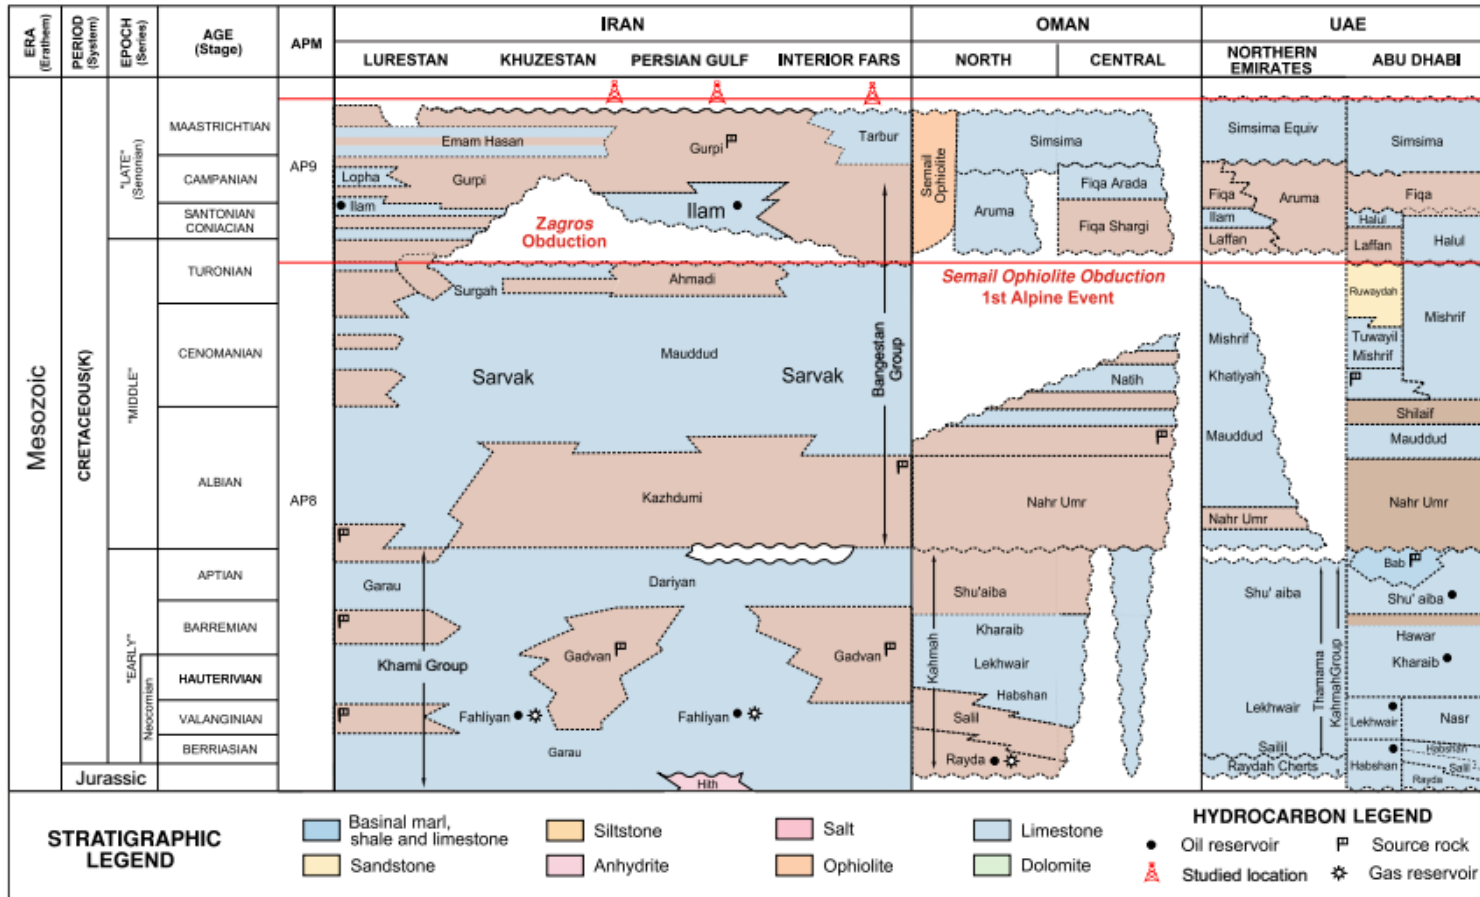 ERA
(Erathem)
PERIOD
(System)
EPOCH
(Series)
AGE
(Stage)
APM
IRAN
OMAN
UAE
LURESTAN
KHUZESTAN
PERSIAN GULF
INTERIOR FARS
NORTH
CENTRAL
NORTHERN
EMIRATES
ABU DHABI
Mesozoic
CRETACEOUS(K)
"LATE"
(Senonian)
"MIDDLE"
"EARLY"
Neocomian
Jurassic
MAASTRICHTIAN
CAMPANIAN
SANTONIAN
CONIACIAN
TURONIAN
CENOMANIAN
ALBIAN
APTIAN
BARREMIAN
HAUTERIVIAN
VALANGINIAN
BERRIASIAN
AP9
AP8
Emam Hasan
Gurpi
Tarbur
Lopha
Gurpi
Ilam
Ilam
Zagros
Obduction
Surgah
Ahmadi
Mauddud
Sarvak
Sarvak
Bangestan
Group
Kazhdumi
Garau
Dariyan
Khami Group
Gadvan
Gadvan
Fahliyan
Fahliyan
Garau
Hith
Semail
Ophiolite
Simsima
Aruma
Fiqa Arada
Fiqa Shargi
Semail Ophiolite Obduction
1st Alpine Event
Natih
Nahr Umr
Shu'aiba
Kahmah
Kharaib
Lekhwair
Habshan
Salil
Rayda
Simsima Equiv
Fiqa
Aruma
Ilam
Laffan
Mishrif
Khatiyah
Mauddud
Nahr Umr
Shu' aiba
Thamama
KahmahGroup
Lekhwair
Sailil
Raydah Cherts
Simsima
Fiqa
Halul
Laffan
Halul
Ruwaydah
Mishrif
Tuwayil
Mishrif
Shilaif
Mauddud
Nahr Umr
Bab
Shu' aiba
Hawar
Kharaib
Lekhwair
Nasr
Habshan
Habshan
Salil
Rayda
STRATIGRAPHIC
LEGEND
Basinal marl,
shale and limestone
Sandstone
Siltstone
Anhydrite
Salt
Ophiolite
Limestone
Dolomite
HYDROCARBON LEGEND
Oil reservoir
Source rock
Studied location
Gas reservoir